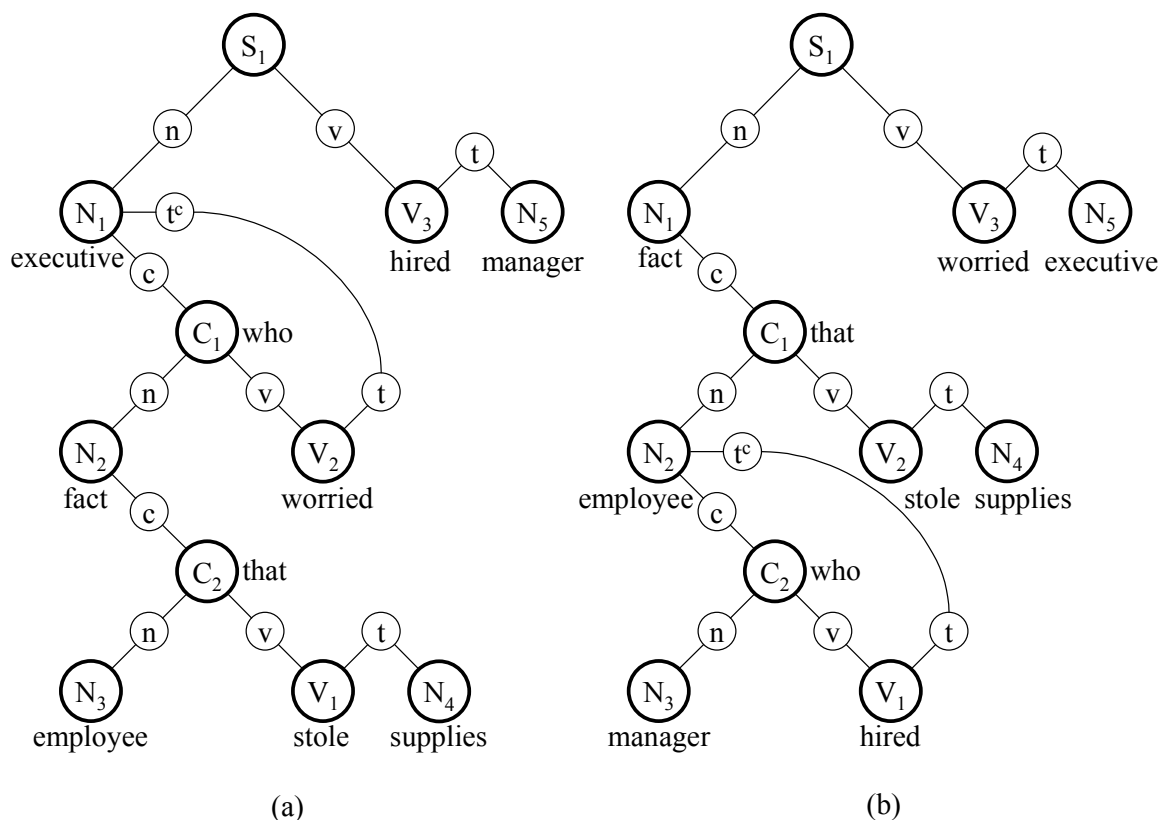 S1 S1
n v t n v t
N1 tc V3 N5 N1 V3 N5
executive hired manager fact worried executive
c c
C1 who C1 that
n v t n v t
N2 V2 N2 tc V2 N4
fact worried employee stole supplies
c c
C2 that C2 who
n v t n v t
N3 V1 N4 N3 V1
employee stole supplies manager hired
(a) (b)